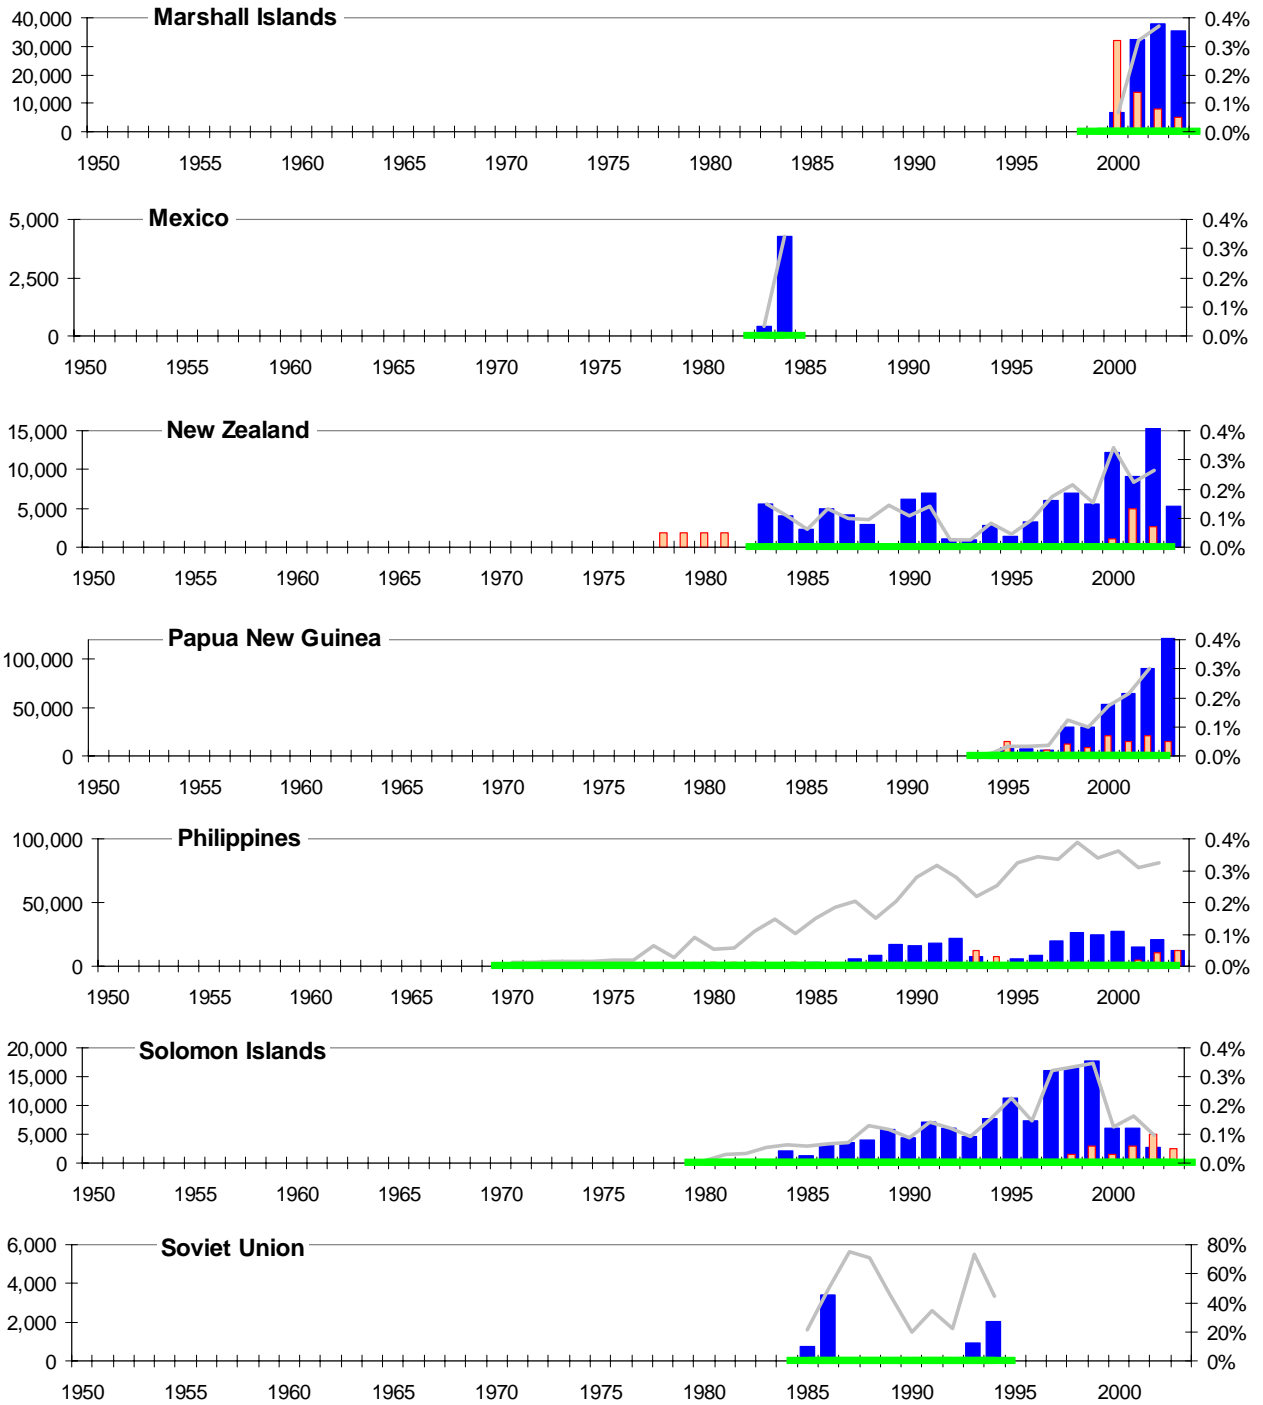 Marshall Islands
40,000 0.4%
30,000 0.3%
20,000 0.2%
10,000 0.1%
0 0.0%
1950 1955 1960 1965 1970 1975 1980 1985 1990 1995 2000
Mexico
5,000 0.4%
0.3%
2,500 0.2%
0.1%
0 0.0%
1950 1955 1960 1965 1970 1975 1980 1985 1990 1995 2000
New Zealand
15,000 0.4%
10,000 0.3%
0.2%
5,000 0.1%
0 0.0%
1950 1955 1960 1965 1970 1975 1980 1985 1990 1995 2000
Papua New Guinea
0.4%
100,000 0.3%
50,000 0.2%
0.1%
0 0.0%
1950 1955 1960 1965 1970 1975 1980 1985 1990 1995 2000
Philippines
100,000 0.4%
0.3%
50,000 0.2%
0.1%
0 0.0%
1950 1955 1960 1965 1970 1975 1980 1985 1990 1995 2000
Solomon Islands
20,000 0.4%
15,000 0.3%
10,000 0.2%
5,000 0.1%
0 0.0%
1950 1955 1960 1965 1970 1975 1980 1985 1990 1995 2000
Soviet Union
6,000 80%
60%
4,000 40%
2,000 20%
0 0%
1950 1955 1960 1965 1970 1975 1980 1985 1990 1995 2000